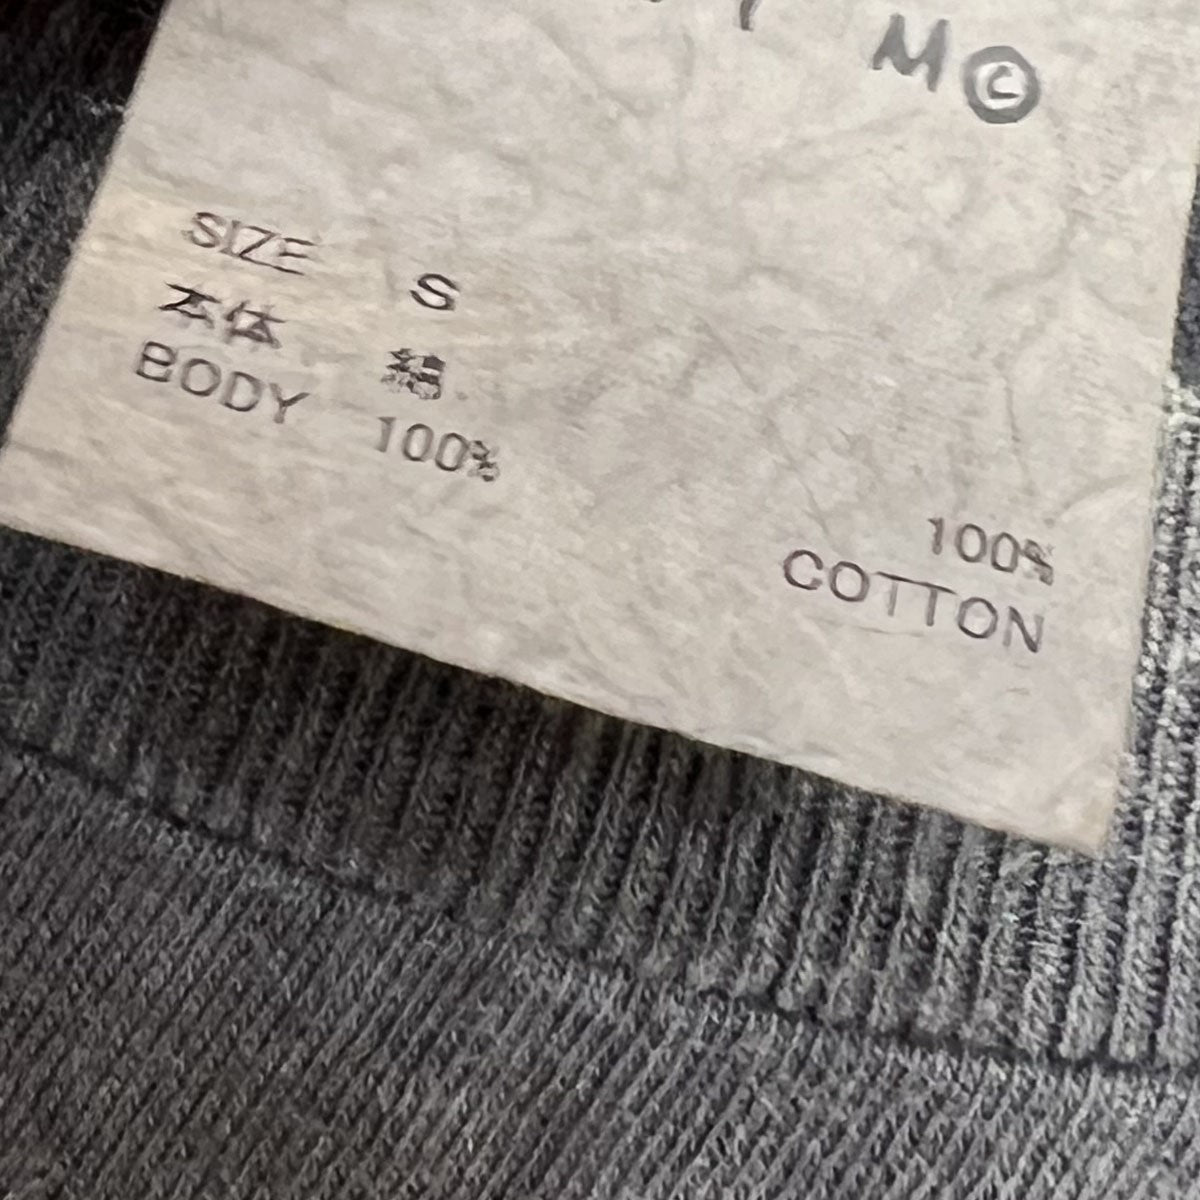 M©
SIZE S
本体 綿
BODY 100%
100%
COTTON